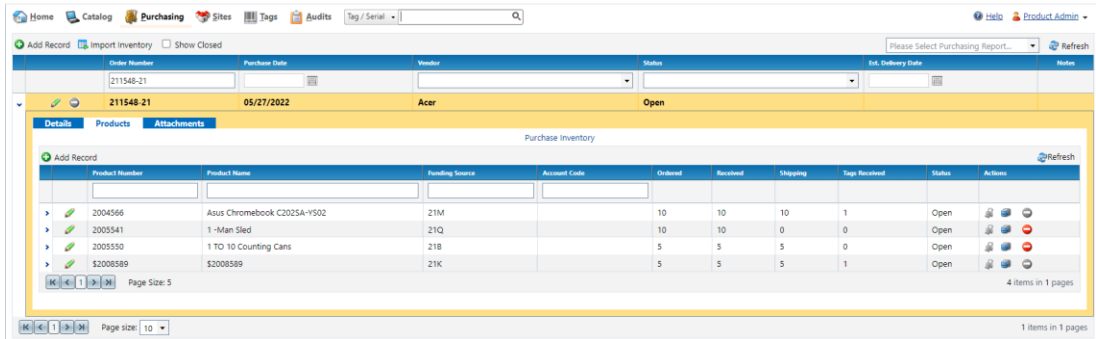 Home Catalog Purchasing Sites Tags Audits Tag / Serial Help Product Admin
Add Record Import Inventory Show Closed Please Select Purchasing Report... Refresh
Order Number Purchase Date Vendor Status Est. Delivery Date Notes
211548-21
211548-21 05/27/2022 Acer Open
Details Products Attachments
Purchase Inventory
Add Record Refresh
Product Number Product Name Funding Source Account Code Ordered Received Shipping Tags Received Status Actions
2004566 Asus Chromebook C202SA-YS02 21M 10 10 10 1 Open
2005541 1 -Man Sled 21Q 10 10 0 0 Open
2005550 1 TO 10 Counting Cans 21B 5 5 5 0 Open
S2008589 S2008589 21K 5 5 5 1 Open
1 Page Size: 5 4 items in 1 pages
1 Page size: 10 1 items in 1 pages